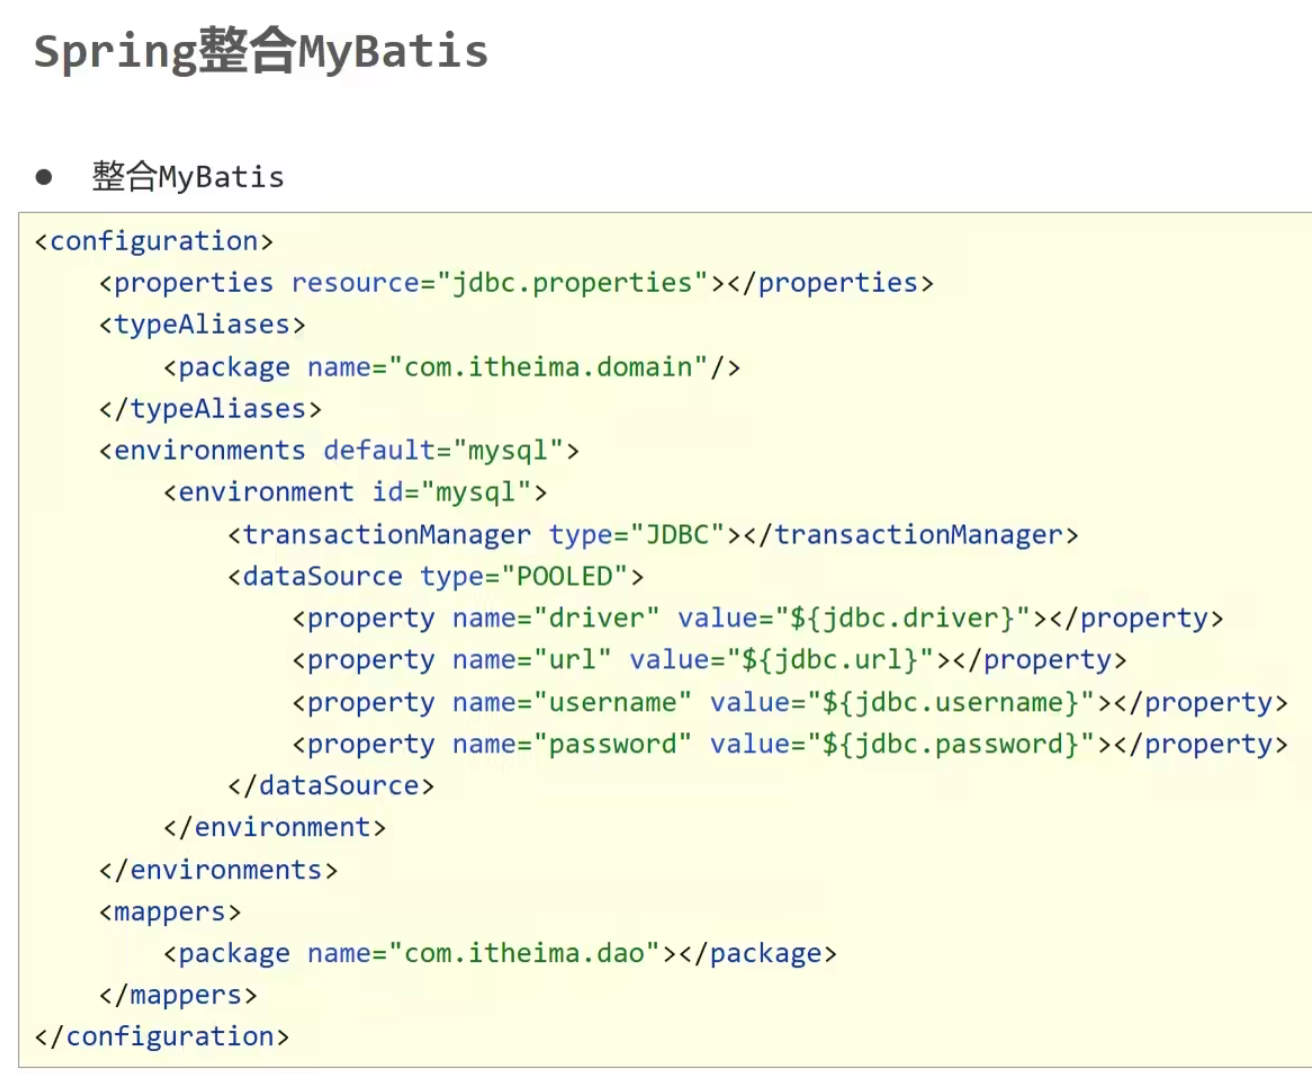 Spring整合MyBatis
● 整合MyBatis
<configuration>
    <properties resource="jdbc.properties"></properties>
    <typeAliases>
        <package name="com.itheima.domain"/>
    </typeAliases>
    <environments default="mysql">
        <environment id="mysql">
            <transactionManager type="JDBC"></transactionManager>
            <dataSource type="POOLED">
                <property name="driver" value="${jdbc.driver}"></property>
                <property name="url" value="${jdbc.url}"></property>
                <property name="username" value="${jdbc.username}"></property>
                <property name="password" value="${jdbc.password}"></property>
            </dataSource>
        </environment>
    </environments>
    <mappers>
        <package name="com.itheima.dao"></package>
    </mappers>
</configuration>